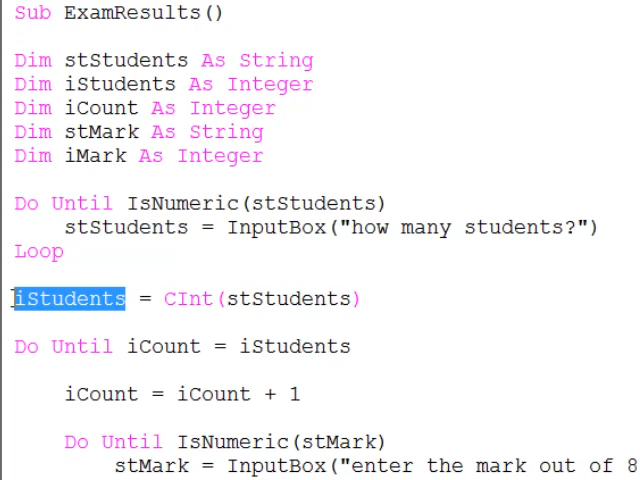 Sub ExamResults()
Dim stStudents As String
Dim iStudents As Integer
Dim iCount As Integer
Dim stMark As String
Dim iMark As Integer
Do Until IsNumeric(stStudents)
stStudents = InputBox("how many students?")
Loop
iStudents = CInt(stStudents)
Do Until iCount = iStudents
iCount = iCount + 1
Do Until IsNumeric(stMark)
stMark = InputBox("enter the mark out of 8